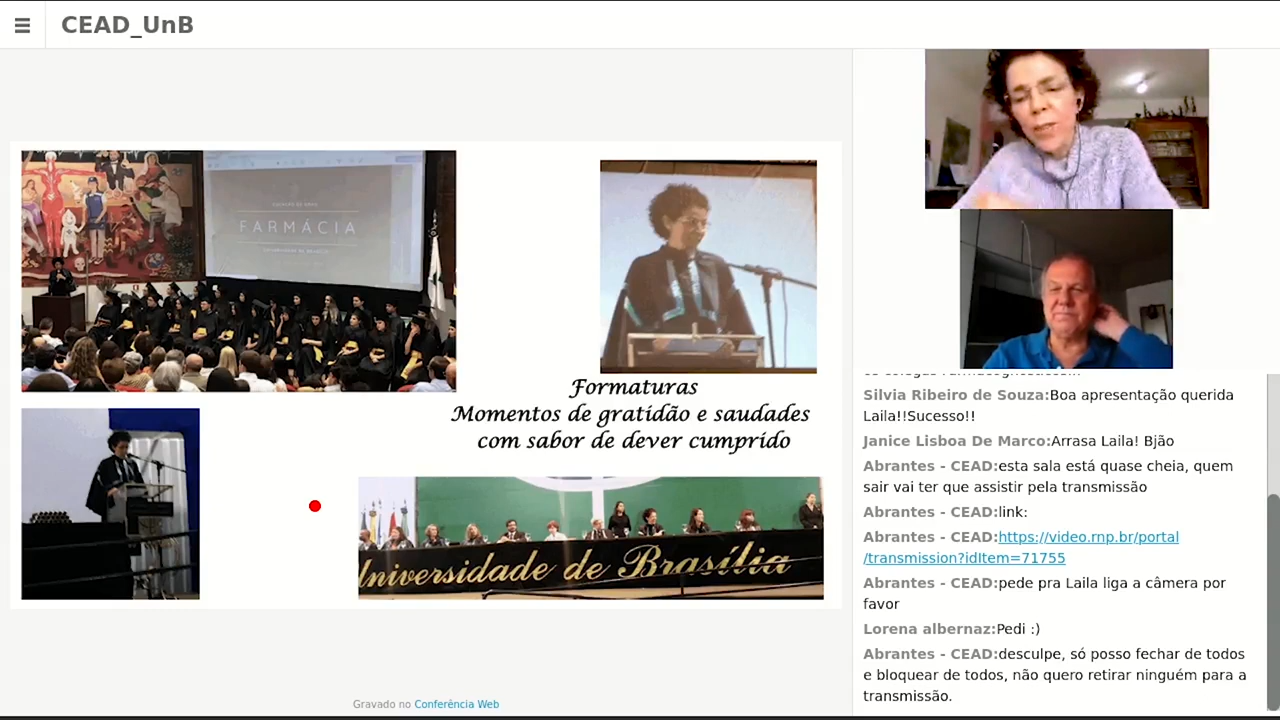 CEAD_UnB
FARMÁCIA
Formaturas
Momentos de gratidão e saudades
com sabor de dever cumprido
Universidade de Brasília
Gravado no Conferência Web
Silvia Ribeiro de Souza:Boa apresentação querida
Laila!!Sucesso!!
Janice Lisboa De Marco:Arrasa Laila! Bjão
Abrantes - CEAD:esta sala está quase cheia, quem
sair vai ter que assistir pela transmissão
Abrantes - CEAD:link:
Abrantes - CEAD:https://video.rnp.br/portal
/transmission?idItem=71755
Abrantes - CEAD:pede pra Laila liga a câmera por
favor
Lorena albernaz:Pedi :)
Abrantes - CEAD:desculpe, só posso fechar de todos
e bloquear de todos, não quero retirar ninguém para a
transmissão.